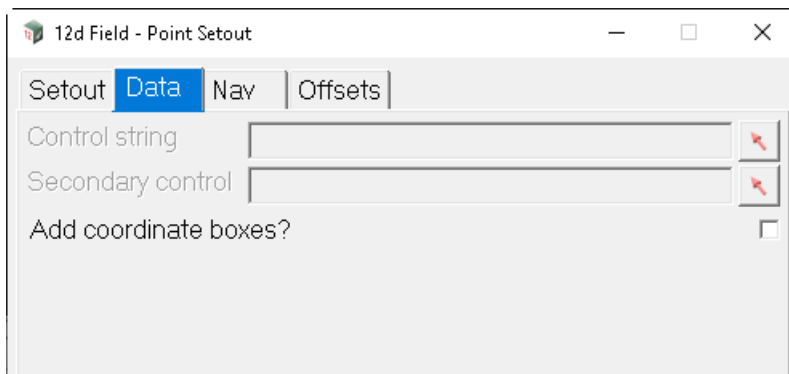 12d Field - Point Setout
Setout Data Nav Offsets
Control string
Secondary control
Add coordinate boxes?